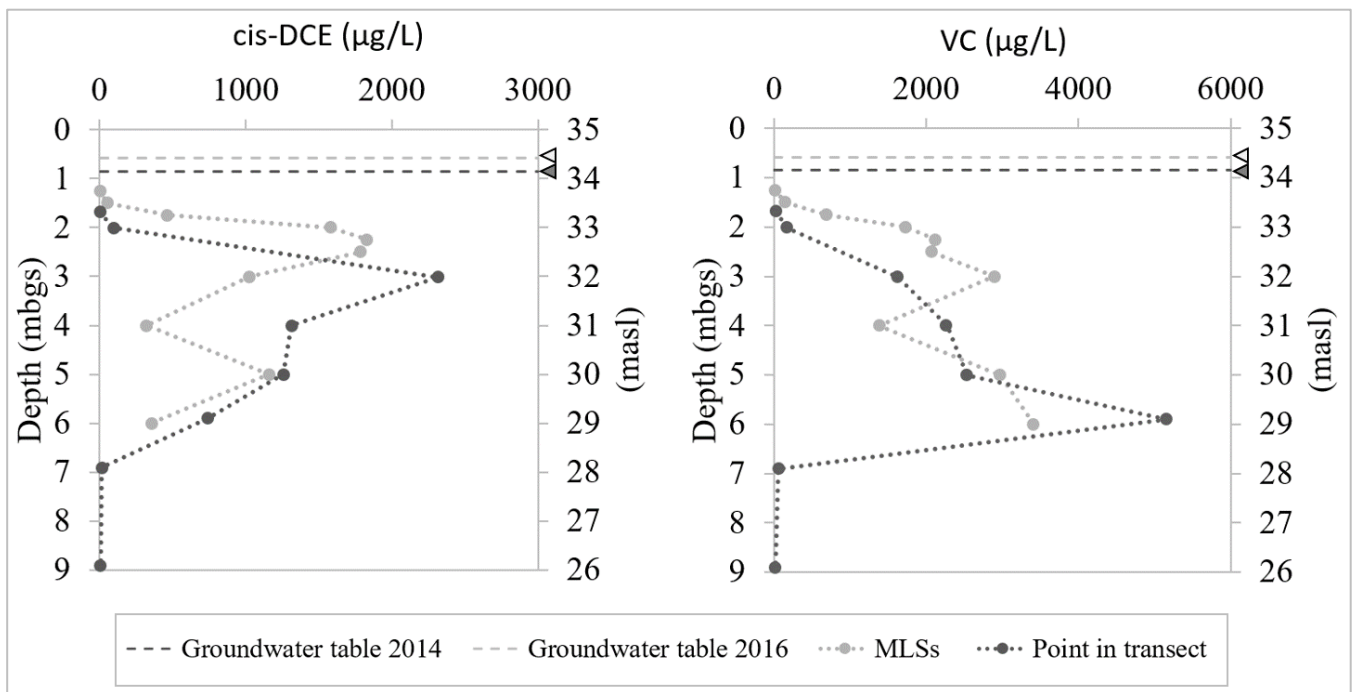 cis-DCE (µg/L)
0 1000 2000 3000
0 1 2 3 4 5 6 7 8 9
Depth (mbgs)
35 34 33 32 31 30 29 28 27 26
(masl)
VC (µg/L)
0 2000 4000 6000
0 1 2 3 4 5 6 7 8 9
Depth (mbgs)
35 34 33 32 31 30 29 28 27 26
(masl)
Groundwater table 2014 Groundwater table 2016 MLSs Point in transect